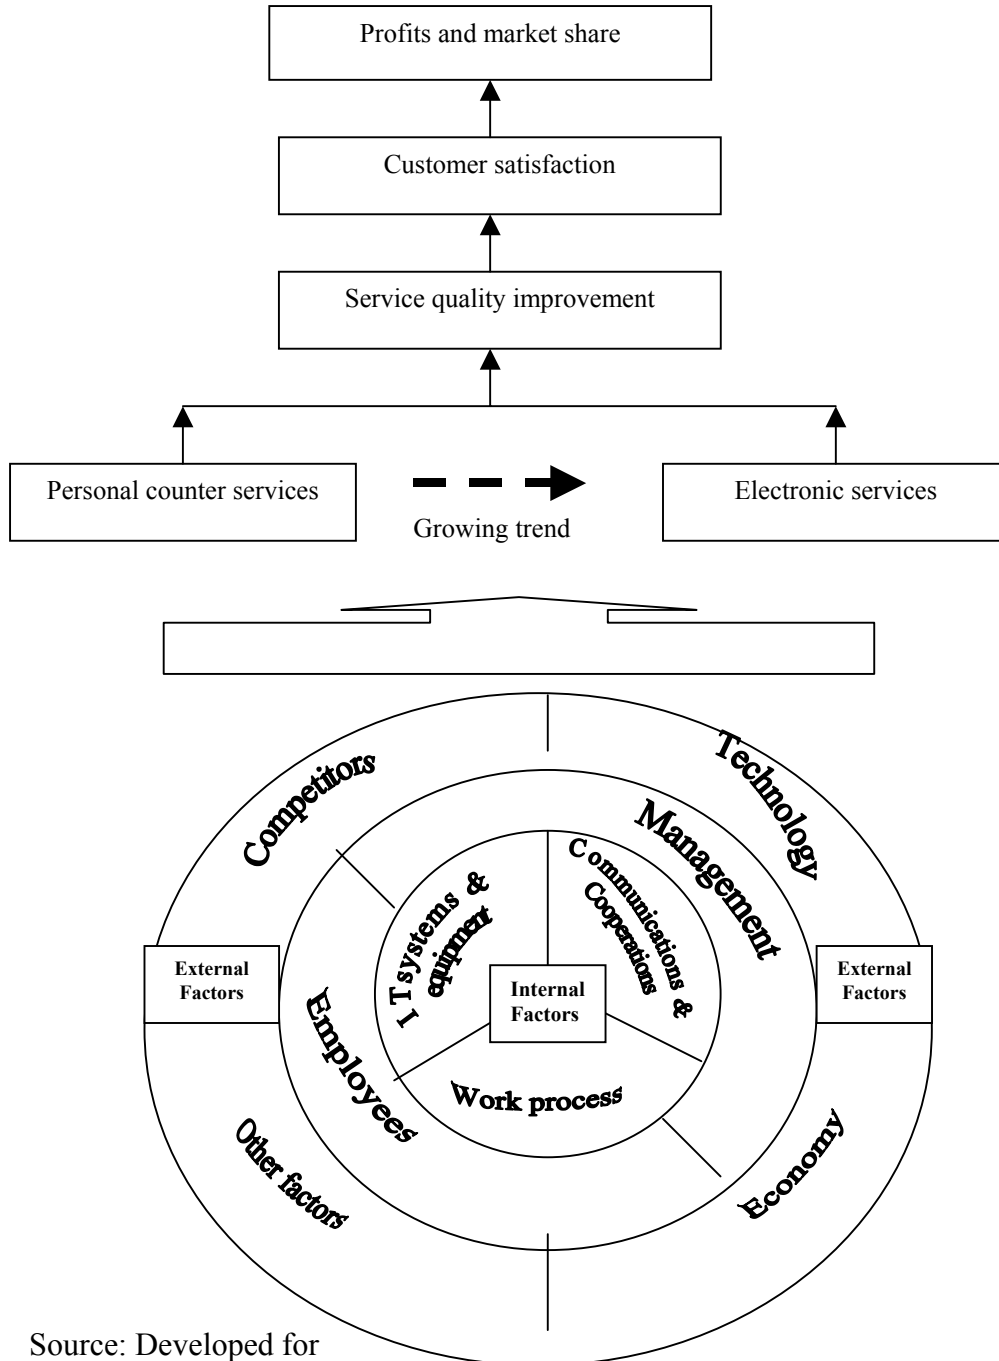 Profits and market share
Customer satisfaction
Service quality improvement
Personal counter services
Electronic services
Growing trend
Competitors
Technology
Management
IT systems &
equipment
Communications &
Cooperations
External
Factors
Internal
Factors
External
Factors
Employees
Work process
Other factors
Economy
Source: Developed for